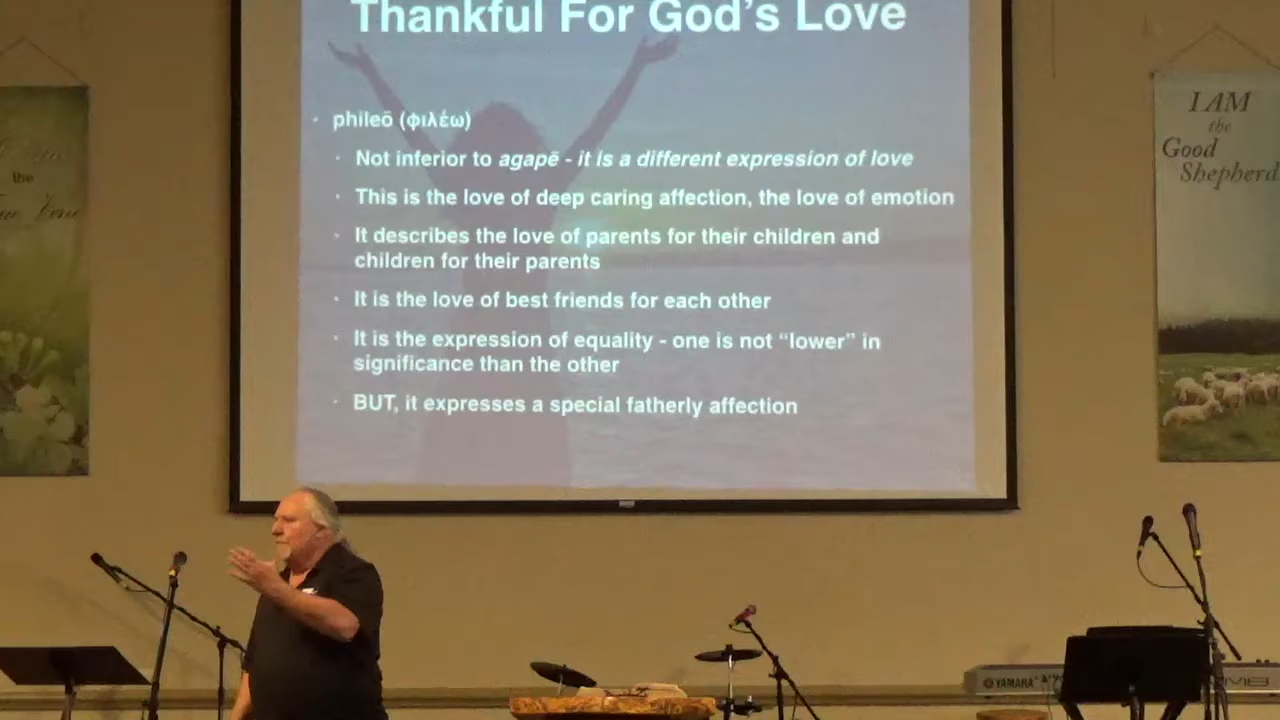 Thankful For God's Love
• phileō (φιλέω)
• Not inferior to agapē - it is a different expression of love
• This is the love of deep caring affection, the love of emotion
• It describes the love of parents for their children and
children for their parents
• It is the love of best friends for each other
• It is the expression of equality - one is not “lower” in
significance than the other
• BUT, it expresses a special fatherly affection
the
I AM
the
Good
Shepherd
YAMAHA